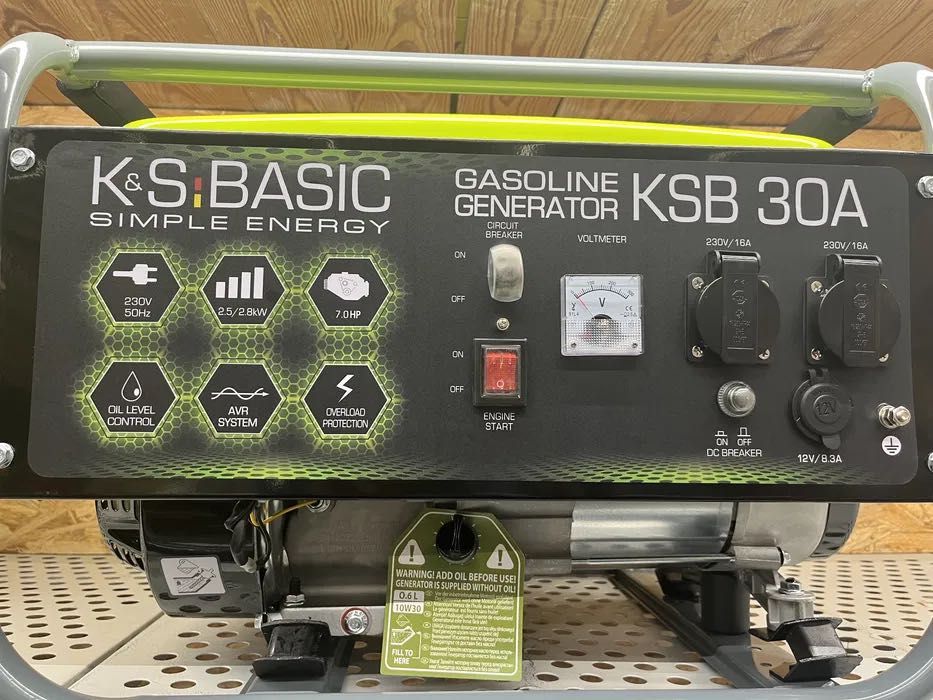 K&S BASIC
SIMPLE ENERGY
GASOLINE
GENERATOR KSB 30A
CIRCUIT
BREAKER
ON
OFF
VOLTMETER
V
230V/16A
230V/16A
230V
50Hz
2.5/2.8kW
7.0 HP
OIL LEVEL
CONTROL
AVR
SYSTEM
OVERLOAD
PROTECTION
ON
OFF
ENGINE
START
ON OFF
DC BREAKER
12V
12V/8.3A
WARNING! ADD OIL BEFORE USE!
GENERATOR IS SUPPLIED WITHOUT OIL!
0.6 L
10W30
FILL TO
HERE